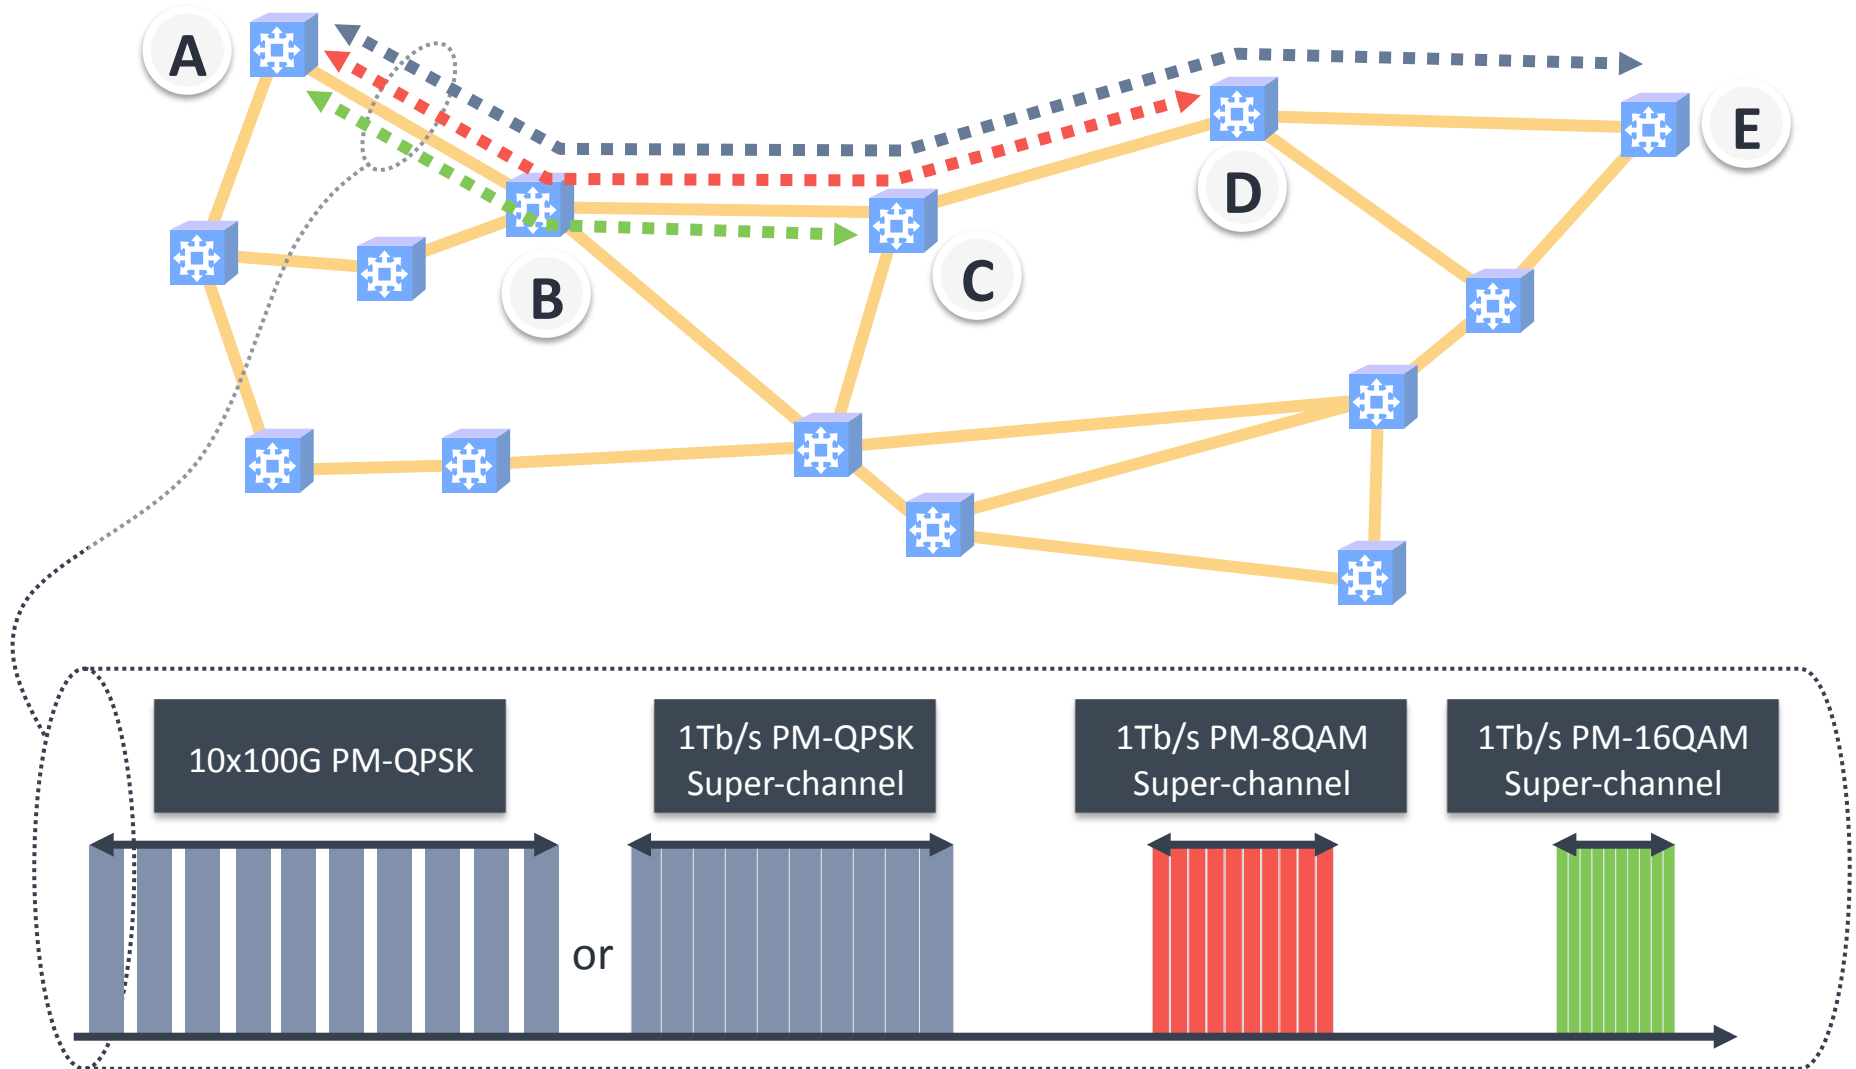 A
B
C
D
E
10x100G PM-QPSK
1Tb/s PM-QPSK
Super-channel
1Tb/s PM-8QAM
Super-channel
1Tb/s PM-16QAM
Super-channel
or